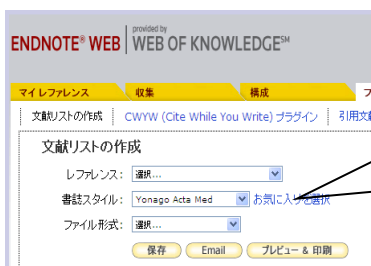 ENDNOTE® WEB
provided by
WEB OF KNOWLEDGE℠
マイ レファレンス 収集 構成 フ
文献リストの作成 CWYW (Cite While You Write) プラグイン 引用文
文献リストの作成
レファレンス: 選択...
書誌スタイル: Yonago Acta Med お気に入りを選択
ファイル形式: 選択...
保存 Email プレビュー & 印刷